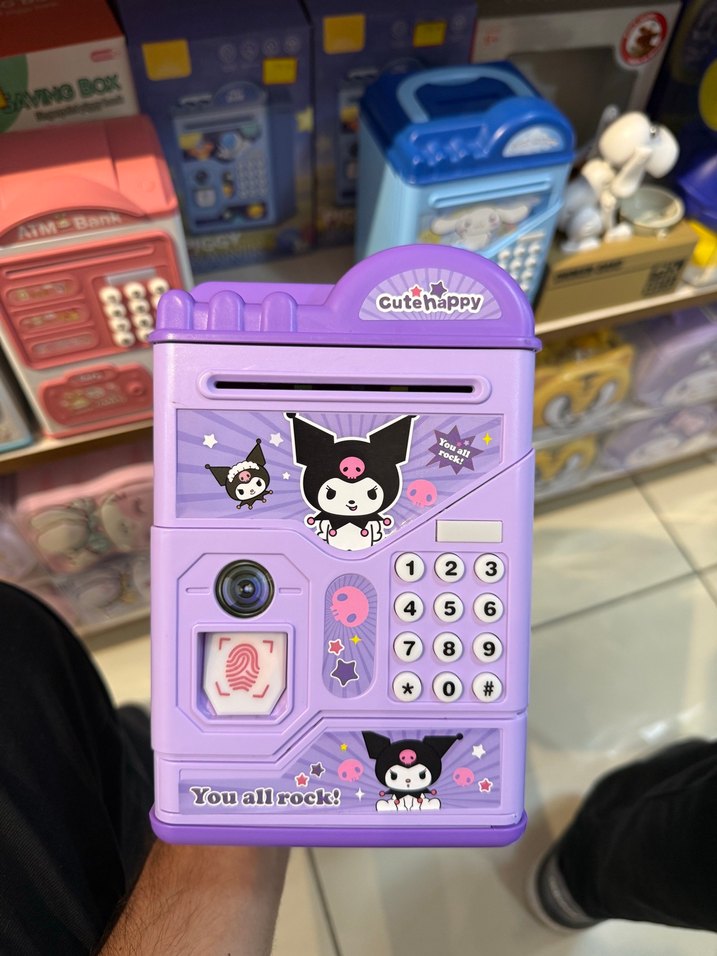 SAVING BOX
PIGGY
ATM Bank
cutehappy
You all
rock!
1 2 3
4 5 6
7 8 9
* 0 #
You all rock!